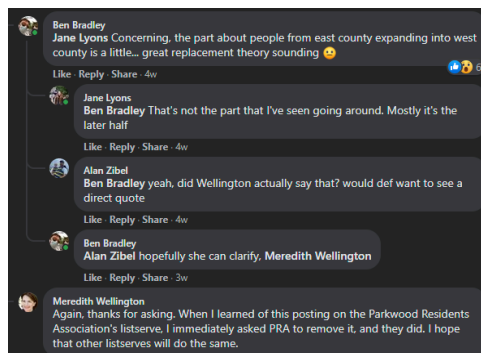 Ben Bradley
Jane Lyons Concerning, the part about people from east county expanding into west
county is a little... great replacement theory sounding 😐
Like · Reply · Share · 4w
6
Jane Lyons
Ben Bradley That's not the part that I've seen going around. Mostly it's the
later half
Like · Reply · Share · 4w
Alan Zibel
Ben Bradley yeah, did Wellington actually say that? would def want to see a
direct quote
Like · Reply · Share · 4w
Ben Bradley
Alan Zibel hopefully she can clarify, Meredith Wellington
Like · Reply · Share · 3w
Meredith Wellington
Again, thanks for asking. When I learned of this posting on the Parkwood Residents
Association's listserve, I immediately asked PRA to remove it, and they did. I hope
that other listserves will do the same.